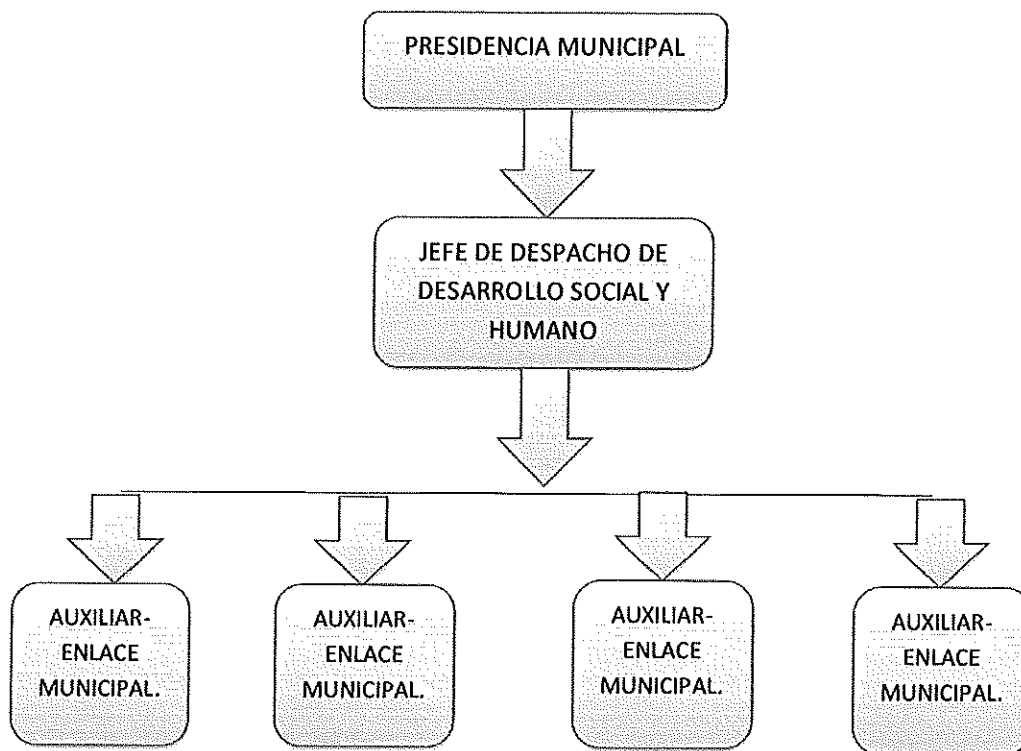 PRESIDENCIA MUNICIPAL
JEFE DE DESPACHO DE
DESARROLLO SOCIAL Y
HUMANO
AUXILIAR-
ENLACE
MUNICIPAL.
AUXILIAR-
ENLACE
MUNICIPAL.
AUXILIAR-
ENLACE
MUNICIPAL.
AUXILIAR-
ENLACE
MUNICIPAL.